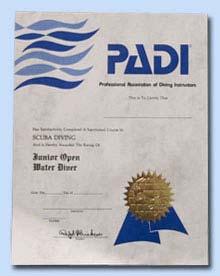 PADI
Professional Association of Diving Instructors
This is To Certify That
Has Satisfactorily Completed A Sanctioned Course In
SCUBA DIVING
And is Hereby Awarded The Rating Of
Junior Open
Water Diver